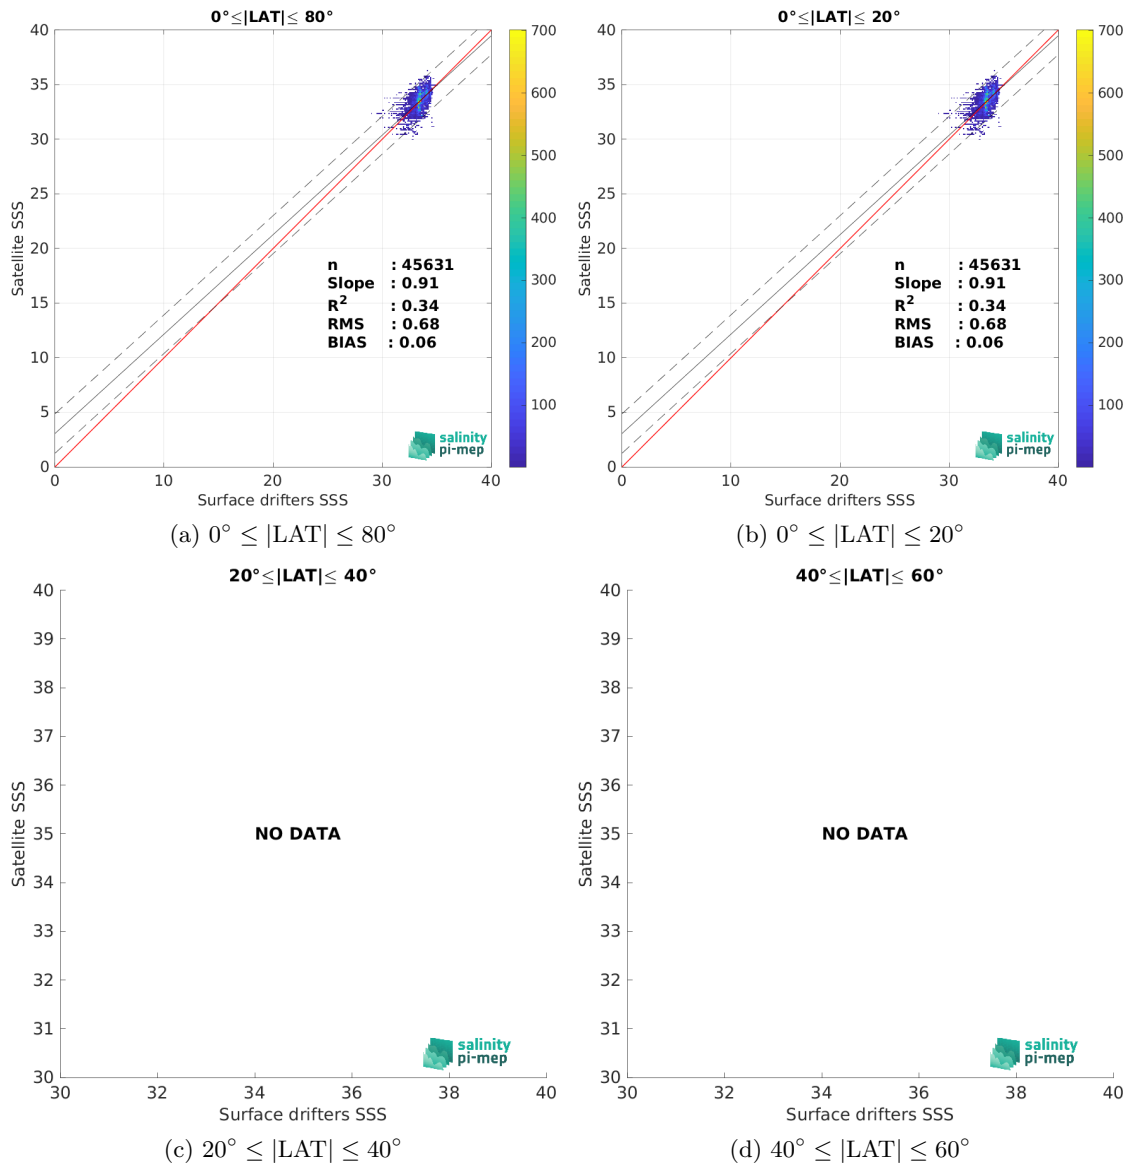 0°≤|LAT|≤ 80°
40
35
30
25
20
15
10
5
0
Satellite SSS
n : 45631
Slope : 0.91
R² : 0.34
RMS : 0.68
BIAS : 0.06
salinity
pi-mep
0 10 20 30 40
Surface drifters SSS
700
600
500
400
300
200
100
(a) 0° ≤ |LAT| ≤ 80°
0°≤|LAT|≤ 20°
40
35
30
25
20
15
10
5
0
Satellite SSS
n : 45631
Slope : 0.91
R² : 0.34
RMS : 0.68
BIAS : 0.06
salinity
pi-mep
0 10 20 30 40
Surface drifters SSS
700
600
500
400
300
200
100
(b) 0° ≤ |LAT| ≤ 20°
20°≤|LAT|≤ 40°
40
39
38
37
36
35
34
33
32
31
30
Satellite SSS
NO DATA
salinity
pi-mep
30 32 34 36 38 40
Surface drifters SSS
(c) 20° ≤ |LAT| ≤ 40°
40°≤|LAT|≤ 60°
40
39
38
37
36
35
34
33
32
31
30
Satellite SSS
NO DATA
salinity
pi-mep
30 32 34 36 38 40
Surface drifters SSS
(d) 40° ≤ |LAT| ≤ 60°